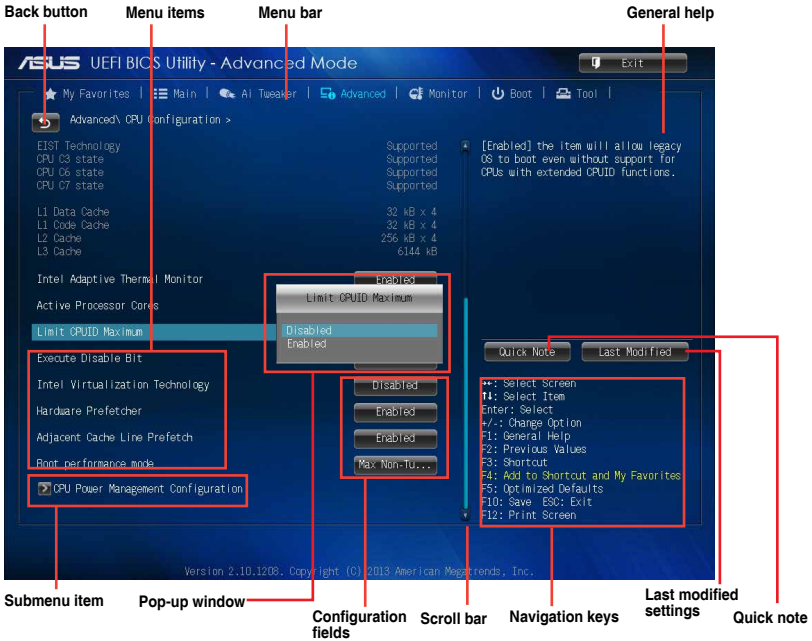 Back button Menu items Menu bar General help
ASUS UEFI BIOS Utility - Advanced Mode Exit
My Favorites | Main | Ai Tweaker | Advanced | Monitor | Boot | Tool |
Advanced\ CPU Configuration >
EIST Technology Supported
CPU C3 state Supported
CPU C6 state Supported
CPU C7 state Supported
L1 Data Cache 32 kB x 4
L1 Code Cache 32 kB x 4
L2 Cache 256 kB x 4
L3 Cache 6144 kB
Intel Adaptive Thermal Monitor Enabled
Active Processor Cores
Limit CPUID Maximum
Execute Disable Bit
Intel Virtualization Technology Disabled
Hardware Prefetcher Enabled
Adjacent Cache Line Prefetch Enabled
Boot performance mode Max Non-Tu...
CPU Power Management Configuration
Limit CPUID Maximum
Disabled
Enabled
[Enabled] the item will allow legacy
OS to boot even without support for
CPUs with extended CPUID functions.
Quick Note Last Modified
→←: Select Screen
↑↓: Select Item
Enter: Select
+/-: Change Option
F1: General Help
F2: Previous Values
F3: Shortcut
F4: Add to Shortcut and My Favorites
F5: Optimized Defaults
F10: Save ESC: Exit
F12: Print Screen
Version 2.10.1208. Copyright (C) 2013 American Megatrends, Inc.
Submenu item
Pop-up window
Configuration
fields
Scroll bar
Navigation keys
Last modified
settings
Quick note